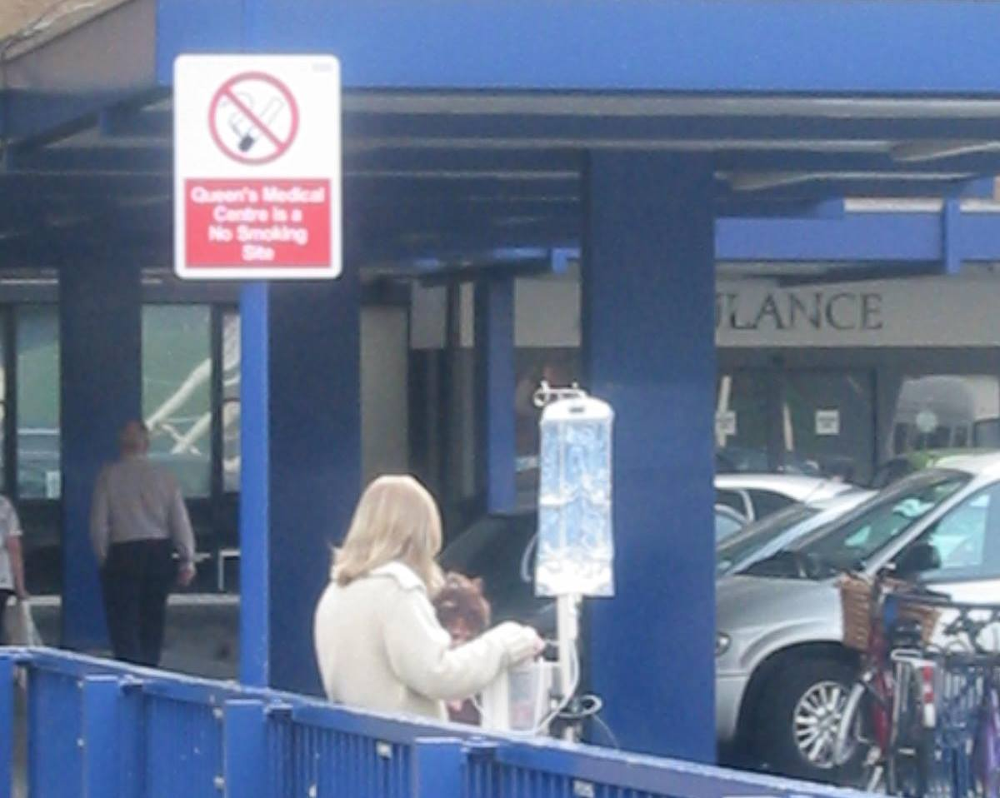 Queen's Medical
Centre is a
No Smoking
Site
ULANCE